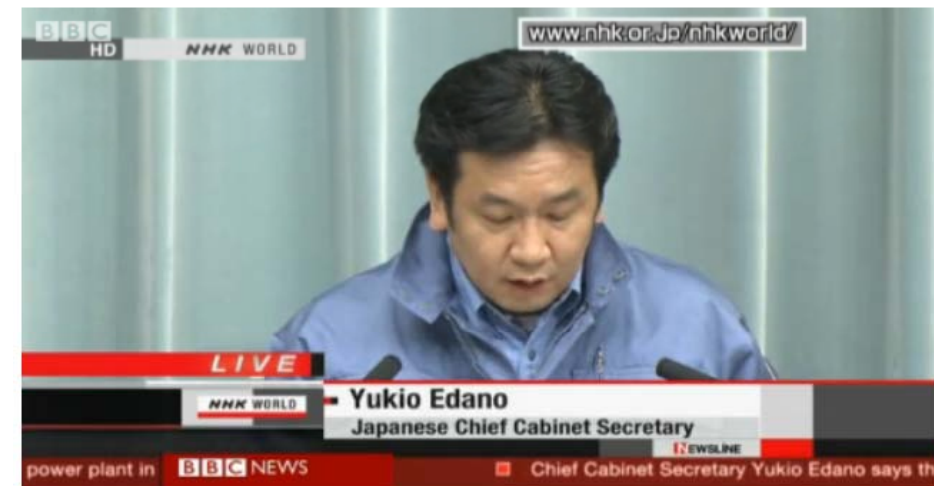 BBC
HD
NHK WORLD
www.nhk.or.jp/nhkworld/
LIVE
NHK WORLD
Yukio Edano
Japanese Chief Cabinet Secretary
NEWSLINE
power plant in
BBC NEWS
Chief Cabinet Secretary Yukio Edano says th